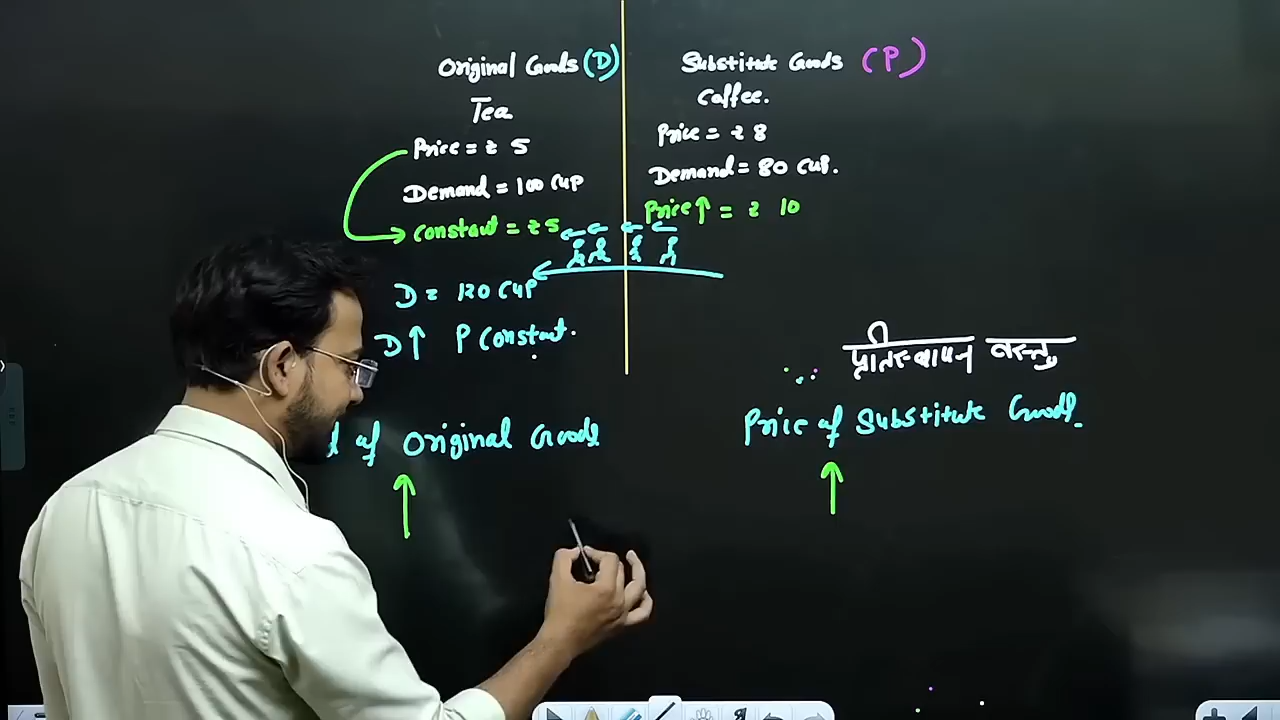 Original Goods (D)
Tea
Price = ₹ 5
Demand = 100 Cup
Constant = ₹5
D = 120 Cup
D↑ P Constant.
of Original Goods
↑
Substitute Goods (P)
Coffee.
Price = ₹ 8
Demand = 80 Cup.
Price↑ = ₹ 10
प्रतिस्थापन वस्तु
Price of Substitute Goods.
↑